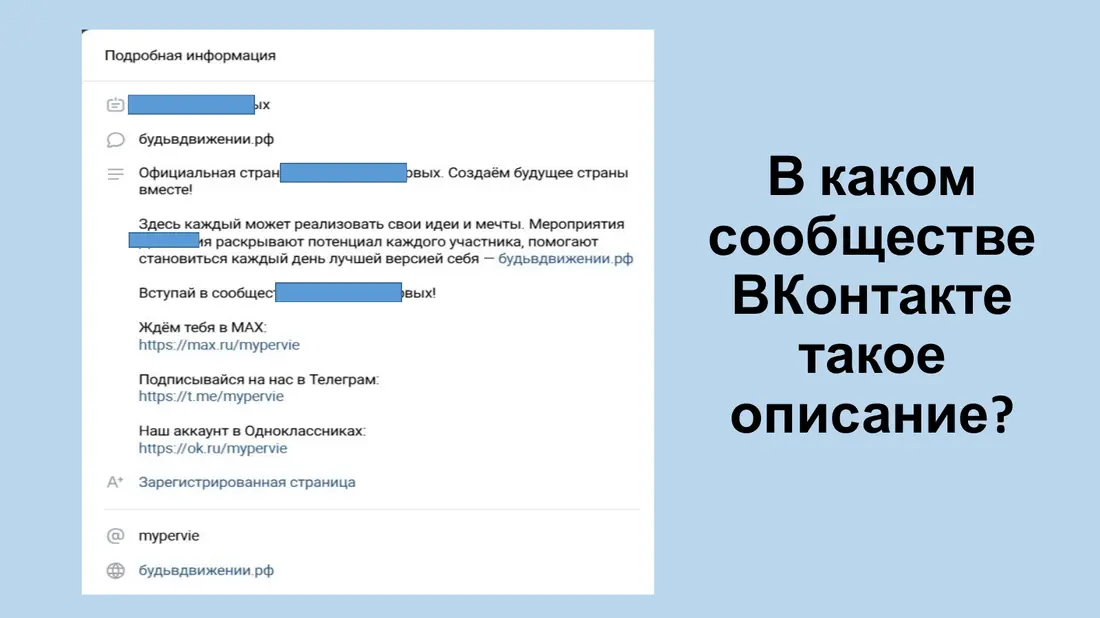 Подробная информация
ых
будьвдвижении.рф
Официальная стран овых. Создаём будущее страны
вместе!
Здесь каждый может реализовать свои идеи и мечты. Мероприятия
ия раскрывают потенциал каждого участника, помогают
становиться каждый день лучшей версией себя — будьвдвижении.рф
Вступай в сообщест овых!
Ждём тебя в MAX:
https://max.ru/mypervie
Подписывайся на нас в Телеграм:
https://t.me/mypervie
Наш аккаунт в Одноклассниках:
https://ok.ru/mypervie
Зарегистрированная страница
mypervie
будьвдвижении.рф
В каком
сообществе
ВКонтакте
такое
описание?